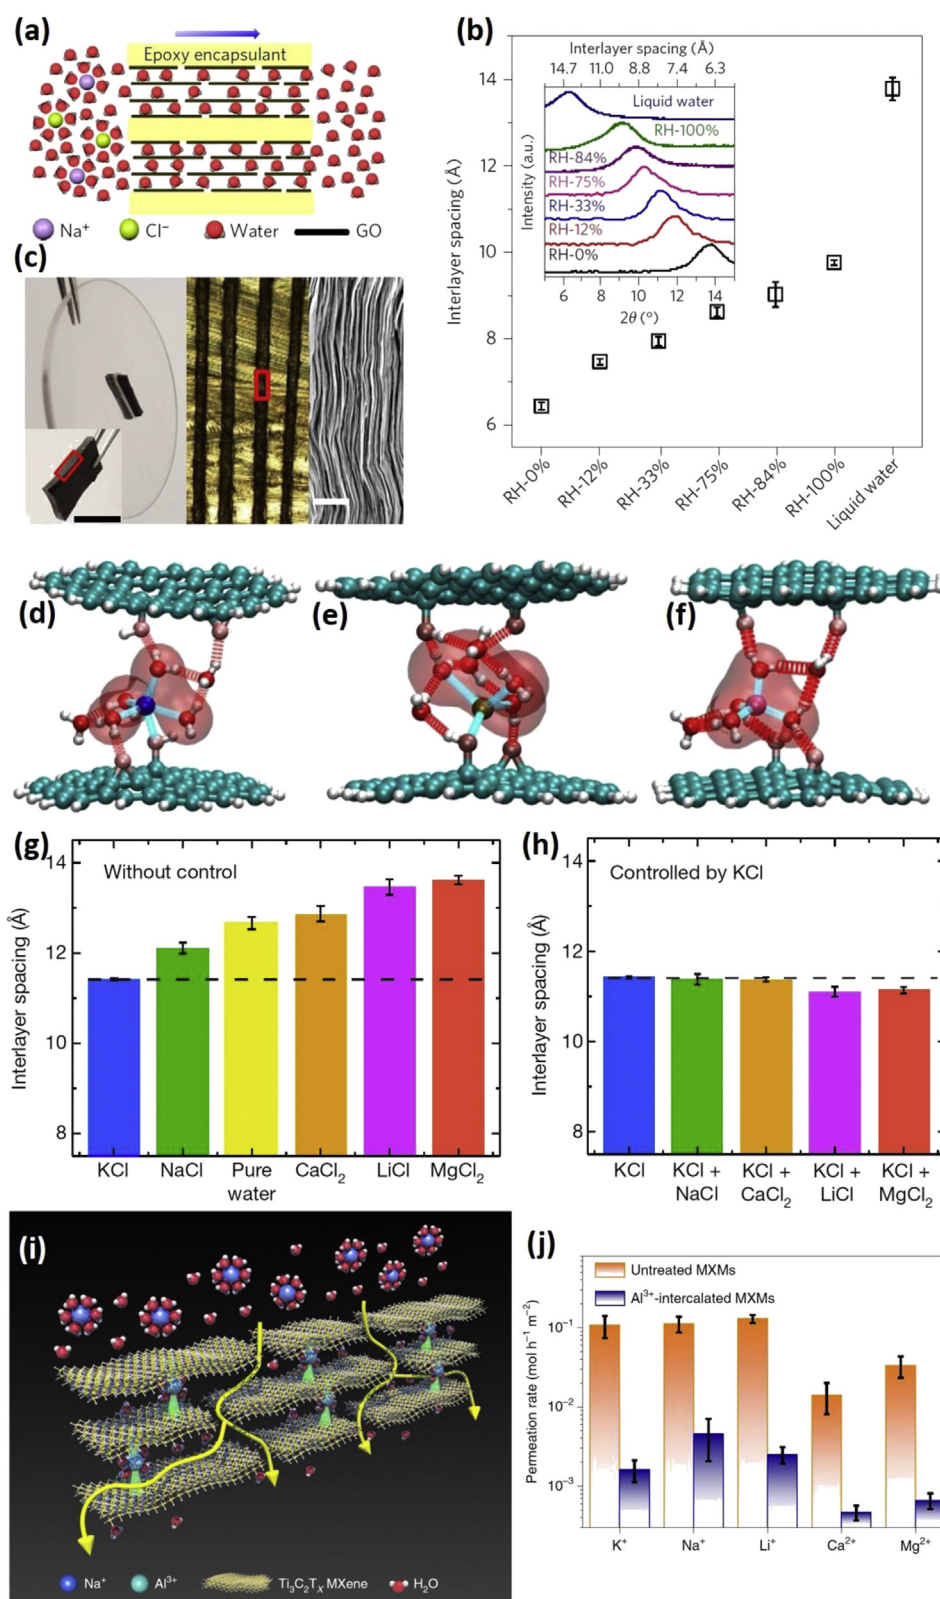 (a)
Epoxy encapsulant
Na⁺
Cl⁻
Water
GO
(b)
Interlayer spacing (Å)
14
12
10
8
6
RH-0%
RH-12%
RH-33%
RH-75%
RH-84%
RH-100%
Liquid water
Interlayer spacing (Å)
14.7
11.0
8.8
7.4
6.3
Intensity (a.u.)
Liquid water
RH-100%
RH-84%
RH-75%
RH-33%
RH-12%
RH-0%
6
8
10
12
14
2θ (°)
(c)
(d)
(e)
(f)
(g)
Without control
Interlayer spacing (Å)
14
12
10
8
KCl
NaCl
Pure
water
CaCl₂
LiCl
MgCl₂
(h)
Controlled by KCl
Interlayer spacing (Å)
14
12
10
8
KCl
KCl +
NaCl
KCl +
CaCl₂
KCl +
LiCl
KCl +
MgCl₂
(i)
Na⁺
Al³⁺
Ti₃C₂Tₓ MXene
H₂O
(j)
Untreated MXMs
Al³⁺-intercalated MXMs
Permeation rate (mol h⁻¹ m⁻²)
10⁻¹
10⁻²
10⁻³
K⁺
Na⁺
Li⁺
Ca²⁺
Mg²⁺